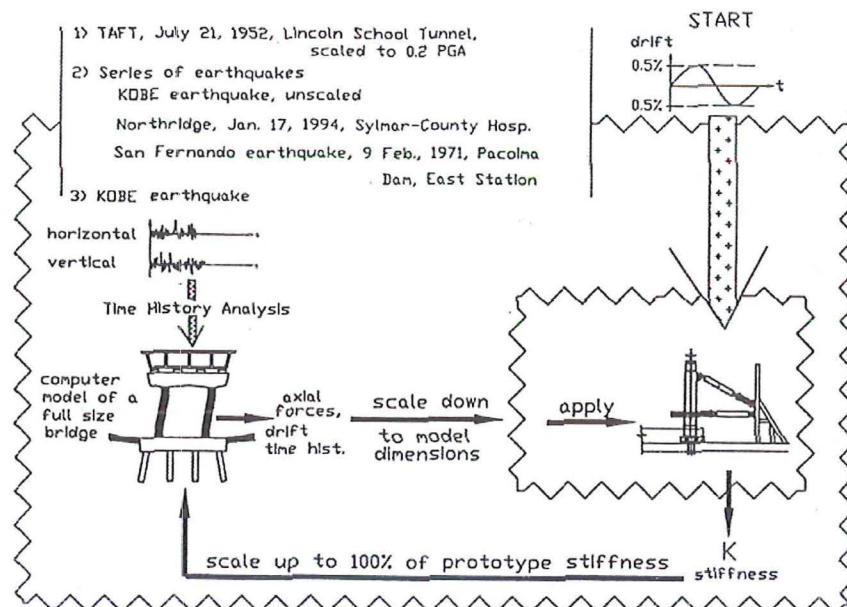 1) TAFT, July 21, 1952, Lincoln School Tunnel,
scaled to 0.2 PGA
2) Series of earthquakes
KOBE earthquake, unscaled
Northridge, Jan. 17, 1994, Sylmar-County Hosp.
San Fernando earthquake, 9 Feb., 1971, Pacoima
Dam, East Station
3) KOBE earthquake
horizontal
vertical
Time History Analysis
START
drift
0.5%
t
0.5%
computer
model of a
full size
bridge
axial
forces,
drift
time hist.
scale down
to model
dimensions
apply
K
stiffness
scale up to 100% of prototype stiffness